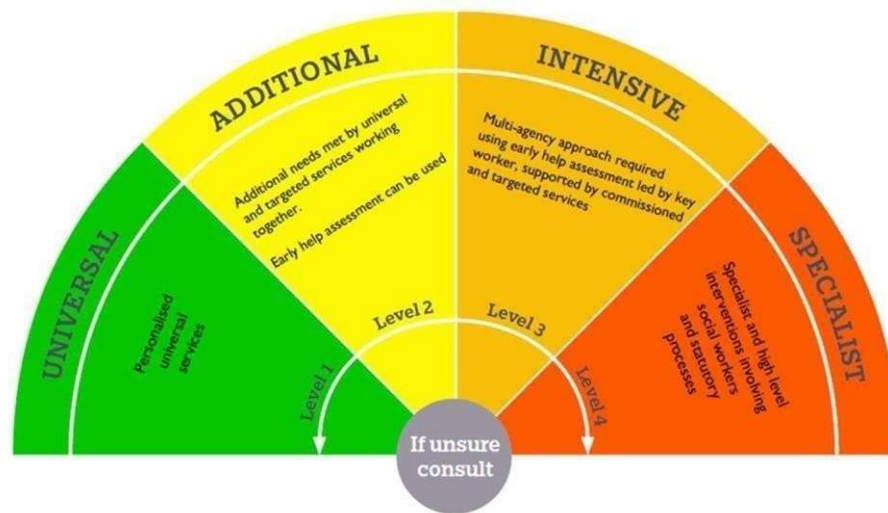 UNIVERSAL
Personalised
universal
services
Level 1
ADDITIONAL
Additional needs met by universal
and targeted services working
together.
Early help assessment can be used
Level 2
INTENSIVE
Multi-agency approach required
using early help assessment led by key
worker, supported by commissioned
and targeted services
Level 3
SPECIALIST
Specialist and high level
interventions involving
social workers
and statutory
processes
Level 4
If unsure
consult